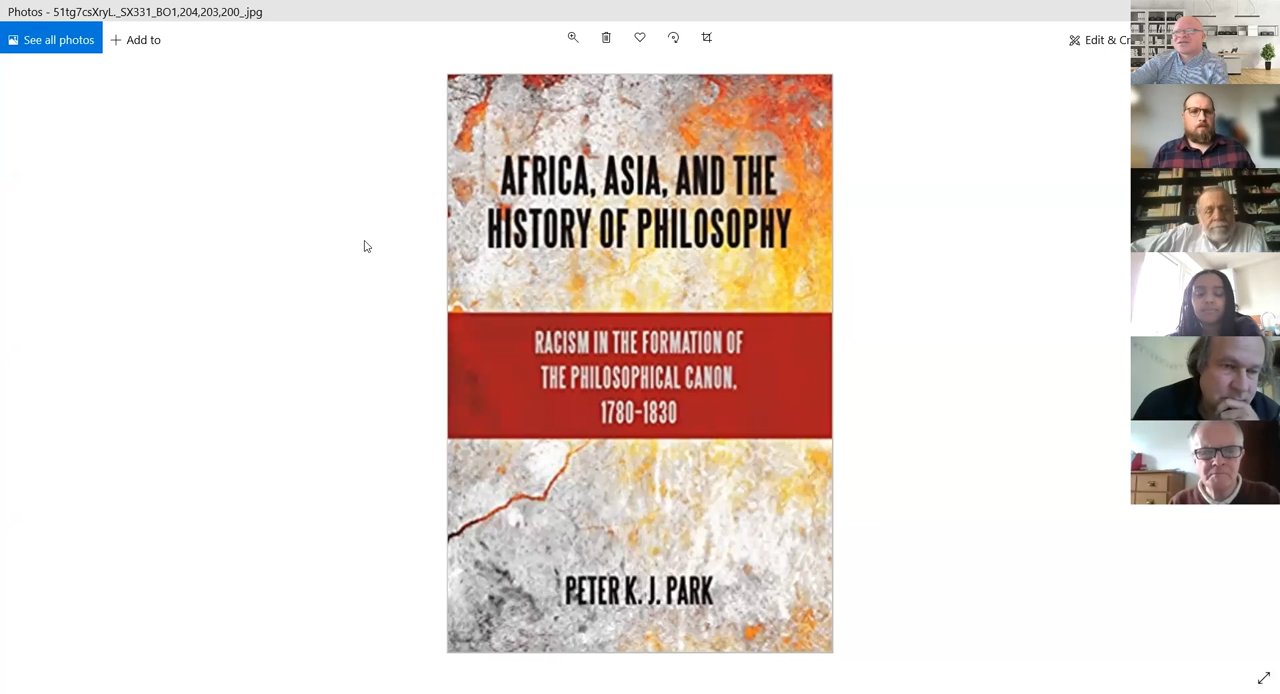 Photos - 51tg7csXryL._SX331_BO1,204,203,200_.jpg
See all photos
Add to
Edit & Cr
AFRICA, ASIA, AND THE
HISTORY OF PHILOSOPHY
RACISM IN THE FORMATION OF
THE PHILOSOPHICAL CANON,
1780-1830
PETER K. J. PARK